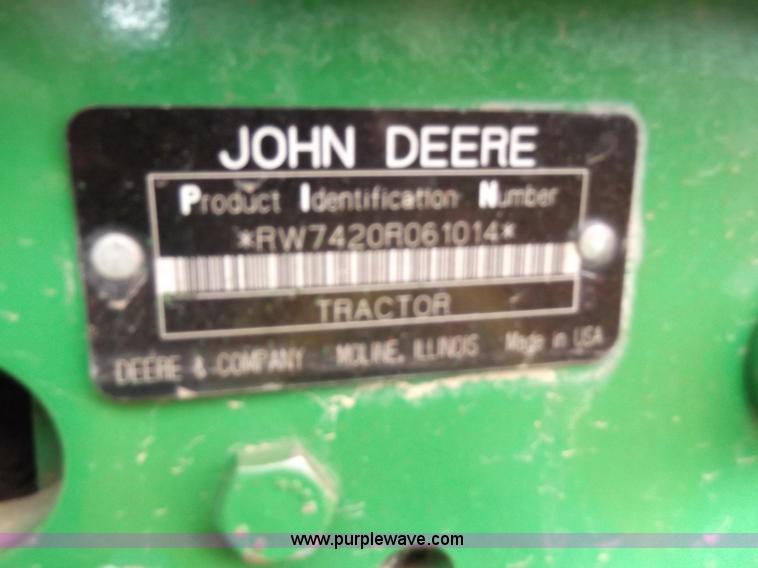 JOHN DEERE
Product Identification Number
*RW7420R061014*
TRACTOR
DEERE & COMPANY MOLINE, ILLINOIS Made in USA
www.purplewave.com